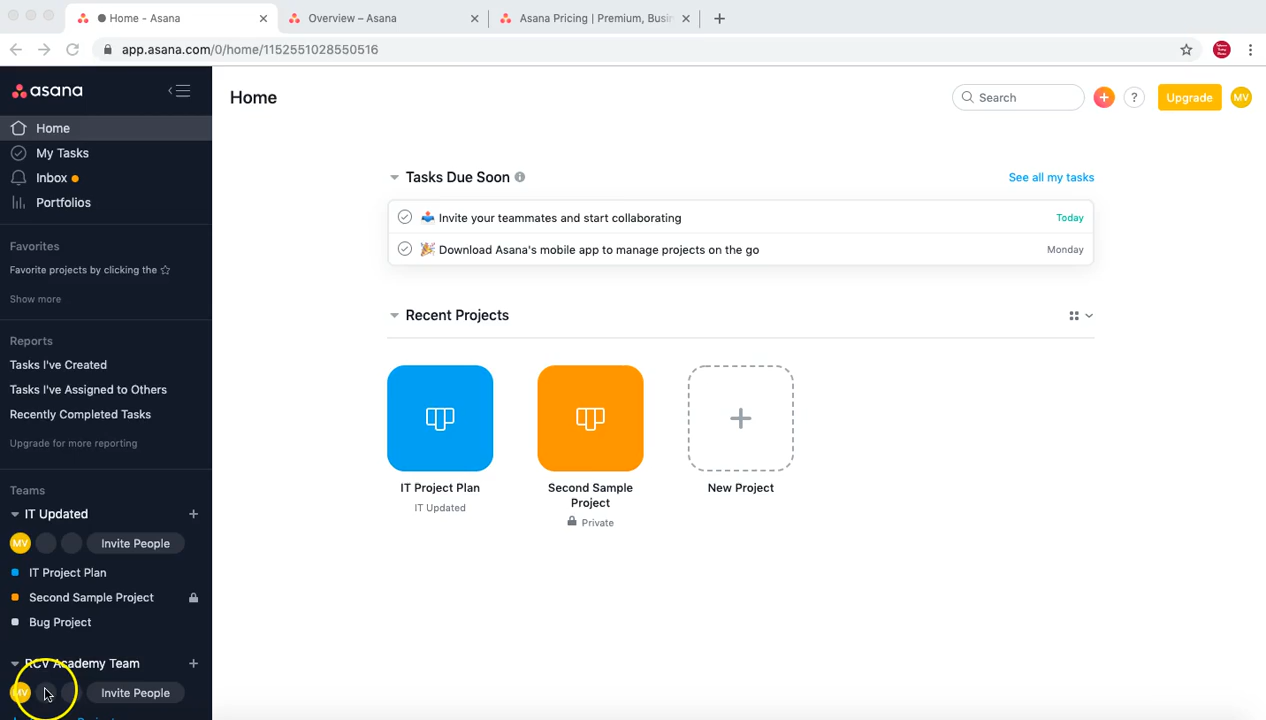 Home - Asana
Overview – Asana
Asana Pricing | Premium, Busin
app.asana.com/0/home/1152551028550516
asana
Home
My Tasks
Inbox
Portfolios
Favorites
Favorite projects by clicking the
Show more
Reports
Tasks I've Created
Tasks I've Assigned to Others
Recently Completed Tasks
Upgrade for more reporting
Teams
IT Updated
MV
Invite People
IT Project Plan
Second Sample Project
Bug Project
RCV Academy Team
MV
Invite People
Home
Search
?
Upgrade
MV
Tasks Due Soon
See all my tasks
Invite your teammates and start collaborating
Today
Download Asana's mobile app to manage projects on the go
Monday
Recent Projects
IT Project Plan
IT Updated
Second Sample
Project
Private
New Project